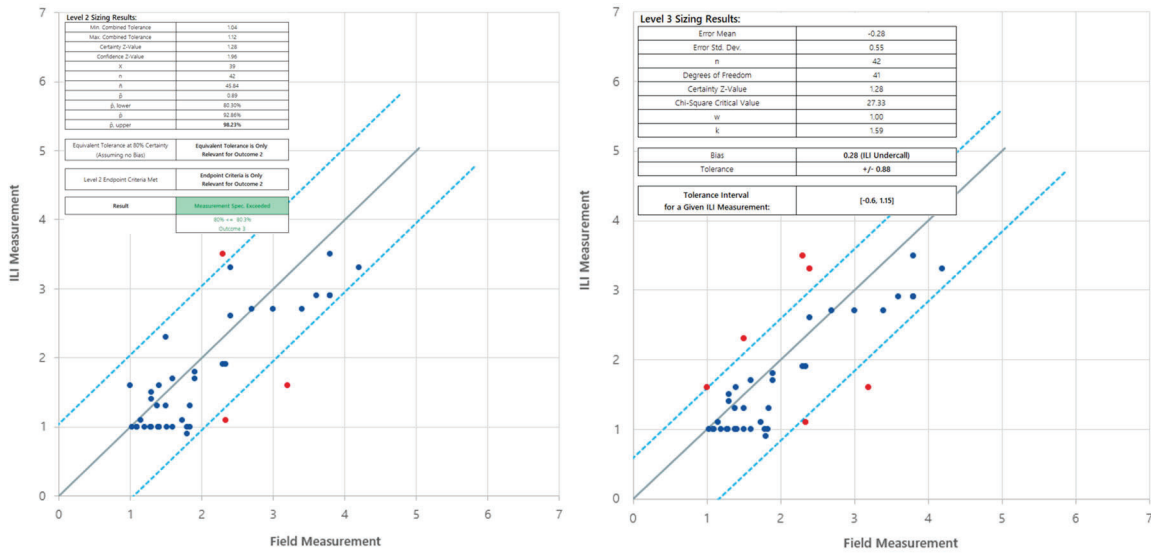 Level 2 Sizing Results:
Min. Combined Tolerance 1.04
Max. Combined Tolerance 1.12
Certainty Z-Value 1.28
Confidence Z-Value 1.96
X 39
n 42
ñ 45.84
p̃ 0.89
p̂, lower 80.30%
p̂ 92.86%
p̂, upper 98.23%
Equivalent Tolerance at 80% Certainty
(Assuming no Bias)
Equivalent Tolerance is Only
Relevant for Outcome 2
Level 2 Endpoint Criteria Met
Endpoint Criteria is Only
Relevant for Outcome 2
Result Measurement Spec. Exceeded
80% <= 80.3%
Outcome 3
7
6
5
4
3
2
1
0
ILI Measurement
0 1 2 3 4 5 6 7
Field Measurement
Level 3 Sizing Results:
Error Mean -0.28
Error Std. Dev. 0.55
n 42
Degrees of Freedom 41
Certainty Z-Value 1.28
Chi-Square Critical Value 27.33
w 1.00
k 1.59
Bias 0.28 (ILI Undercall)
Tolerance +/- 0.88
Tolerance Interval
for a Given ILI Measurement: [-0.6, 1.15]
7
6
5
4
3
2
1
0
ILI Measurement
0 1 2 3 4 5 6 7
Field Measurement